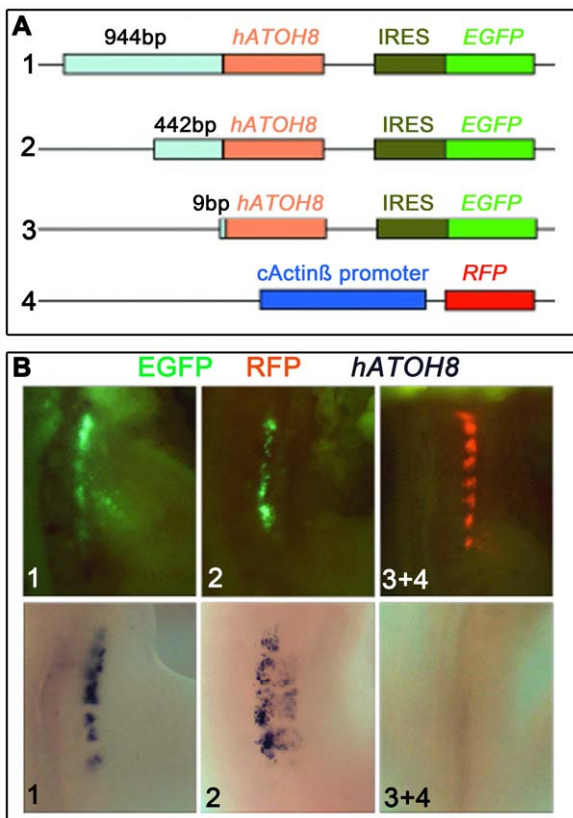 A
944bp hATOH8 IRES EGFP
1
442bp hATOH8 IRES EGFP
2
9bp hATOH8 IRES EGFP
3
cActinß promoter RFP
4
B
EGFP RFP hATOH8
1 2 3+4
1 2 3+4